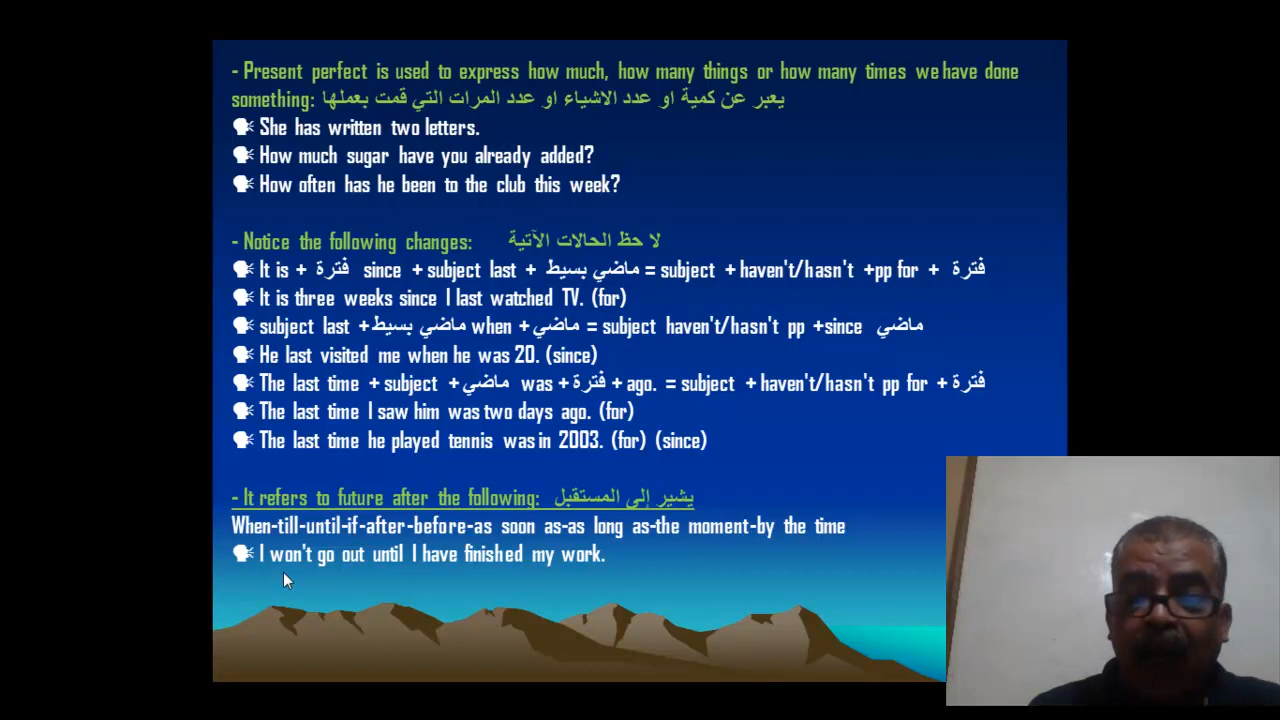 - Present perfect is used to express how much, how many things or how many times we have done
something: يعبر عن كمية او عدد الاشياء او عدد المرات التي قمت بعملها
She has written two letters.
How much sugar have you already added?
How often has he been to the club this week?
- Notice the following changes: لا حظ الحالات الآتية
It is + فترة since + subject last + ماضي بسيط = subject + haven't/hasn't +pp for + فترة
It is three weeks since I last watched TV. (for)
subject last +ماضي بسيط when +ماضي = subject haven't/hasn't pp +since ماضي
He last visited me when he was 20. (since)
The last time + subject +ماضي was +فترة + ago. = subject + haven't/hasn't pp for + فترة
The last time I saw him was two days ago. (for)
The last time he played tennis was in 2003. (for) (since)
- It refers to future after the following: يشير إلى المستقبل
When-till-until-if-after-before-as soon as-as long as-the moment-by the time
I won't go out until I have finished my work.